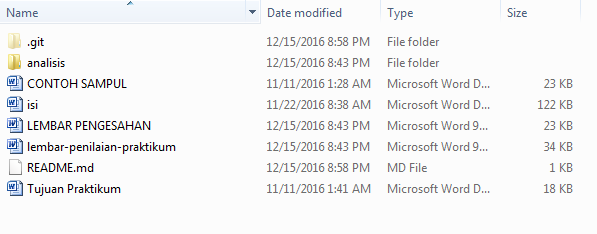 Name Date modified Type Size
.git 12/15/2016 8:58 PM File folder
analisis 12/15/2016 8:43 PM File folder
CONTOH SAMPUL 11/11/2016 1:28 AM Microsoft Word D... 23 KB
isi 11/22/2016 8:38 AM Microsoft Word D... 122 KB
LEMBAR PENGESAHAN 12/15/2016 8:43 PM Microsoft Word 9... 23 KB
lembar-penilaian-praktikum 12/15/2016 8:43 PM Microsoft Word 9... 34 KB
README.md 12/15/2016 8:58 PM MD File 1 KB
Tujuan Praktikum 11/11/2016 1:41 AM Microsoft Word D... 18 KB